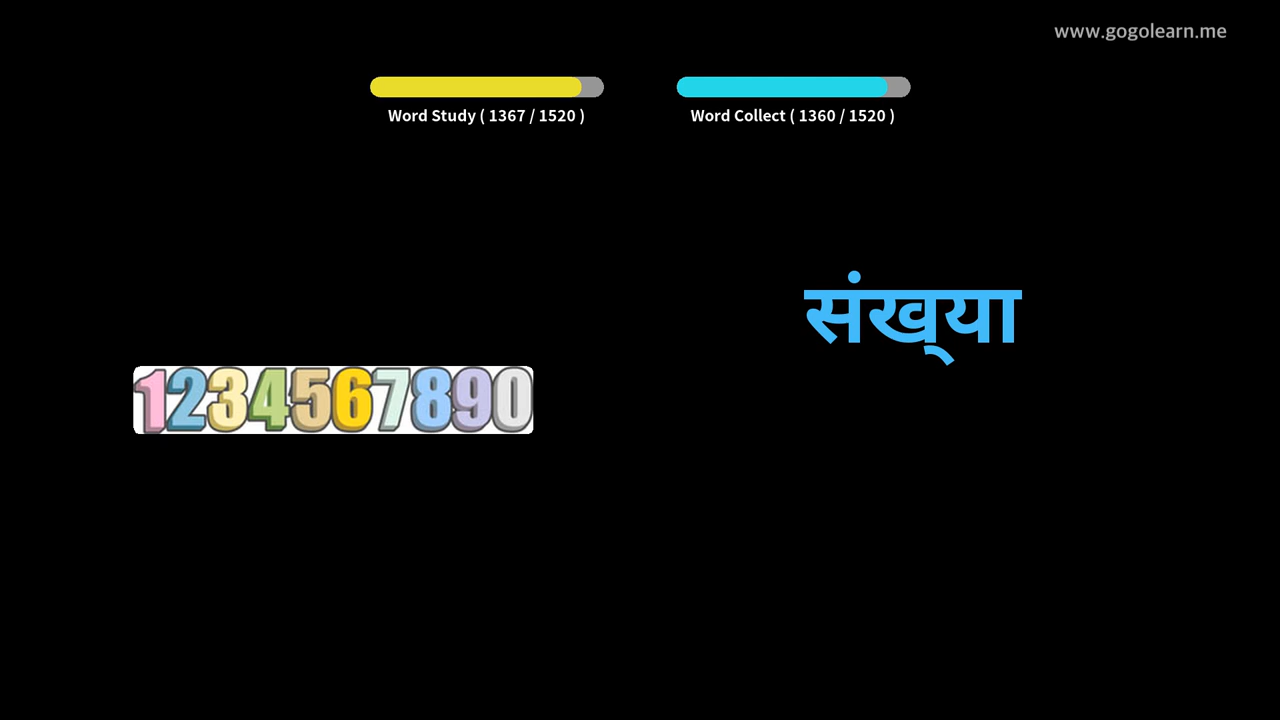 www.gogolearn.me
Word Study ( 1367 / 1520 )
Word Collect ( 1360 / 1520 )
संख्‌या
1234567890